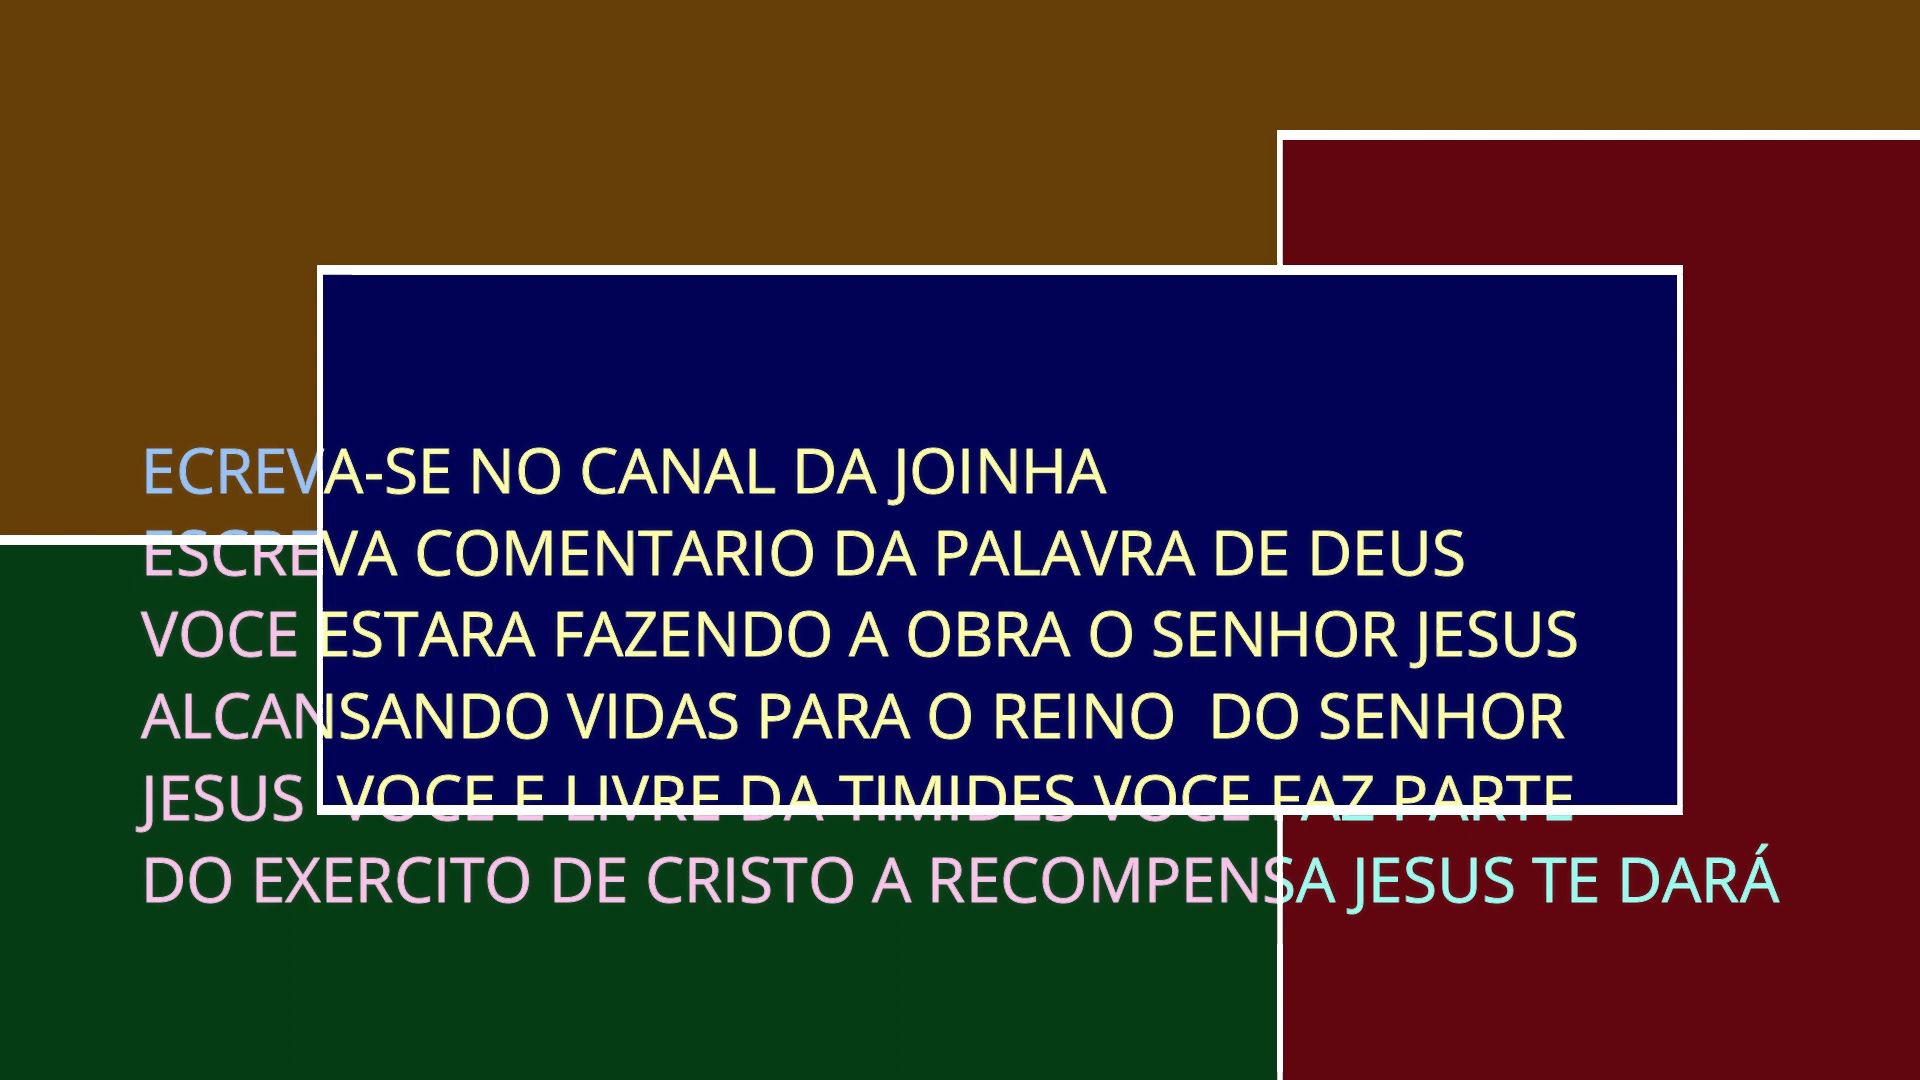 ECREVA-SE NO CANAL DA JOINHA
ESCREVA COMENTARIO DA PALAVRA DE DEUS
VOCE ESTARA FAZENDO A OBRA O SENHOR JESUS
ALCANSANDO VIDAS PARA O REINO  DO SENHOR
JESUS  VOCE E LIVRE DA TIMIDES VOCE FAZ PARTE
DO EXERCITO DE CRISTO A RECOMPENSA JESUS TE DARÁ